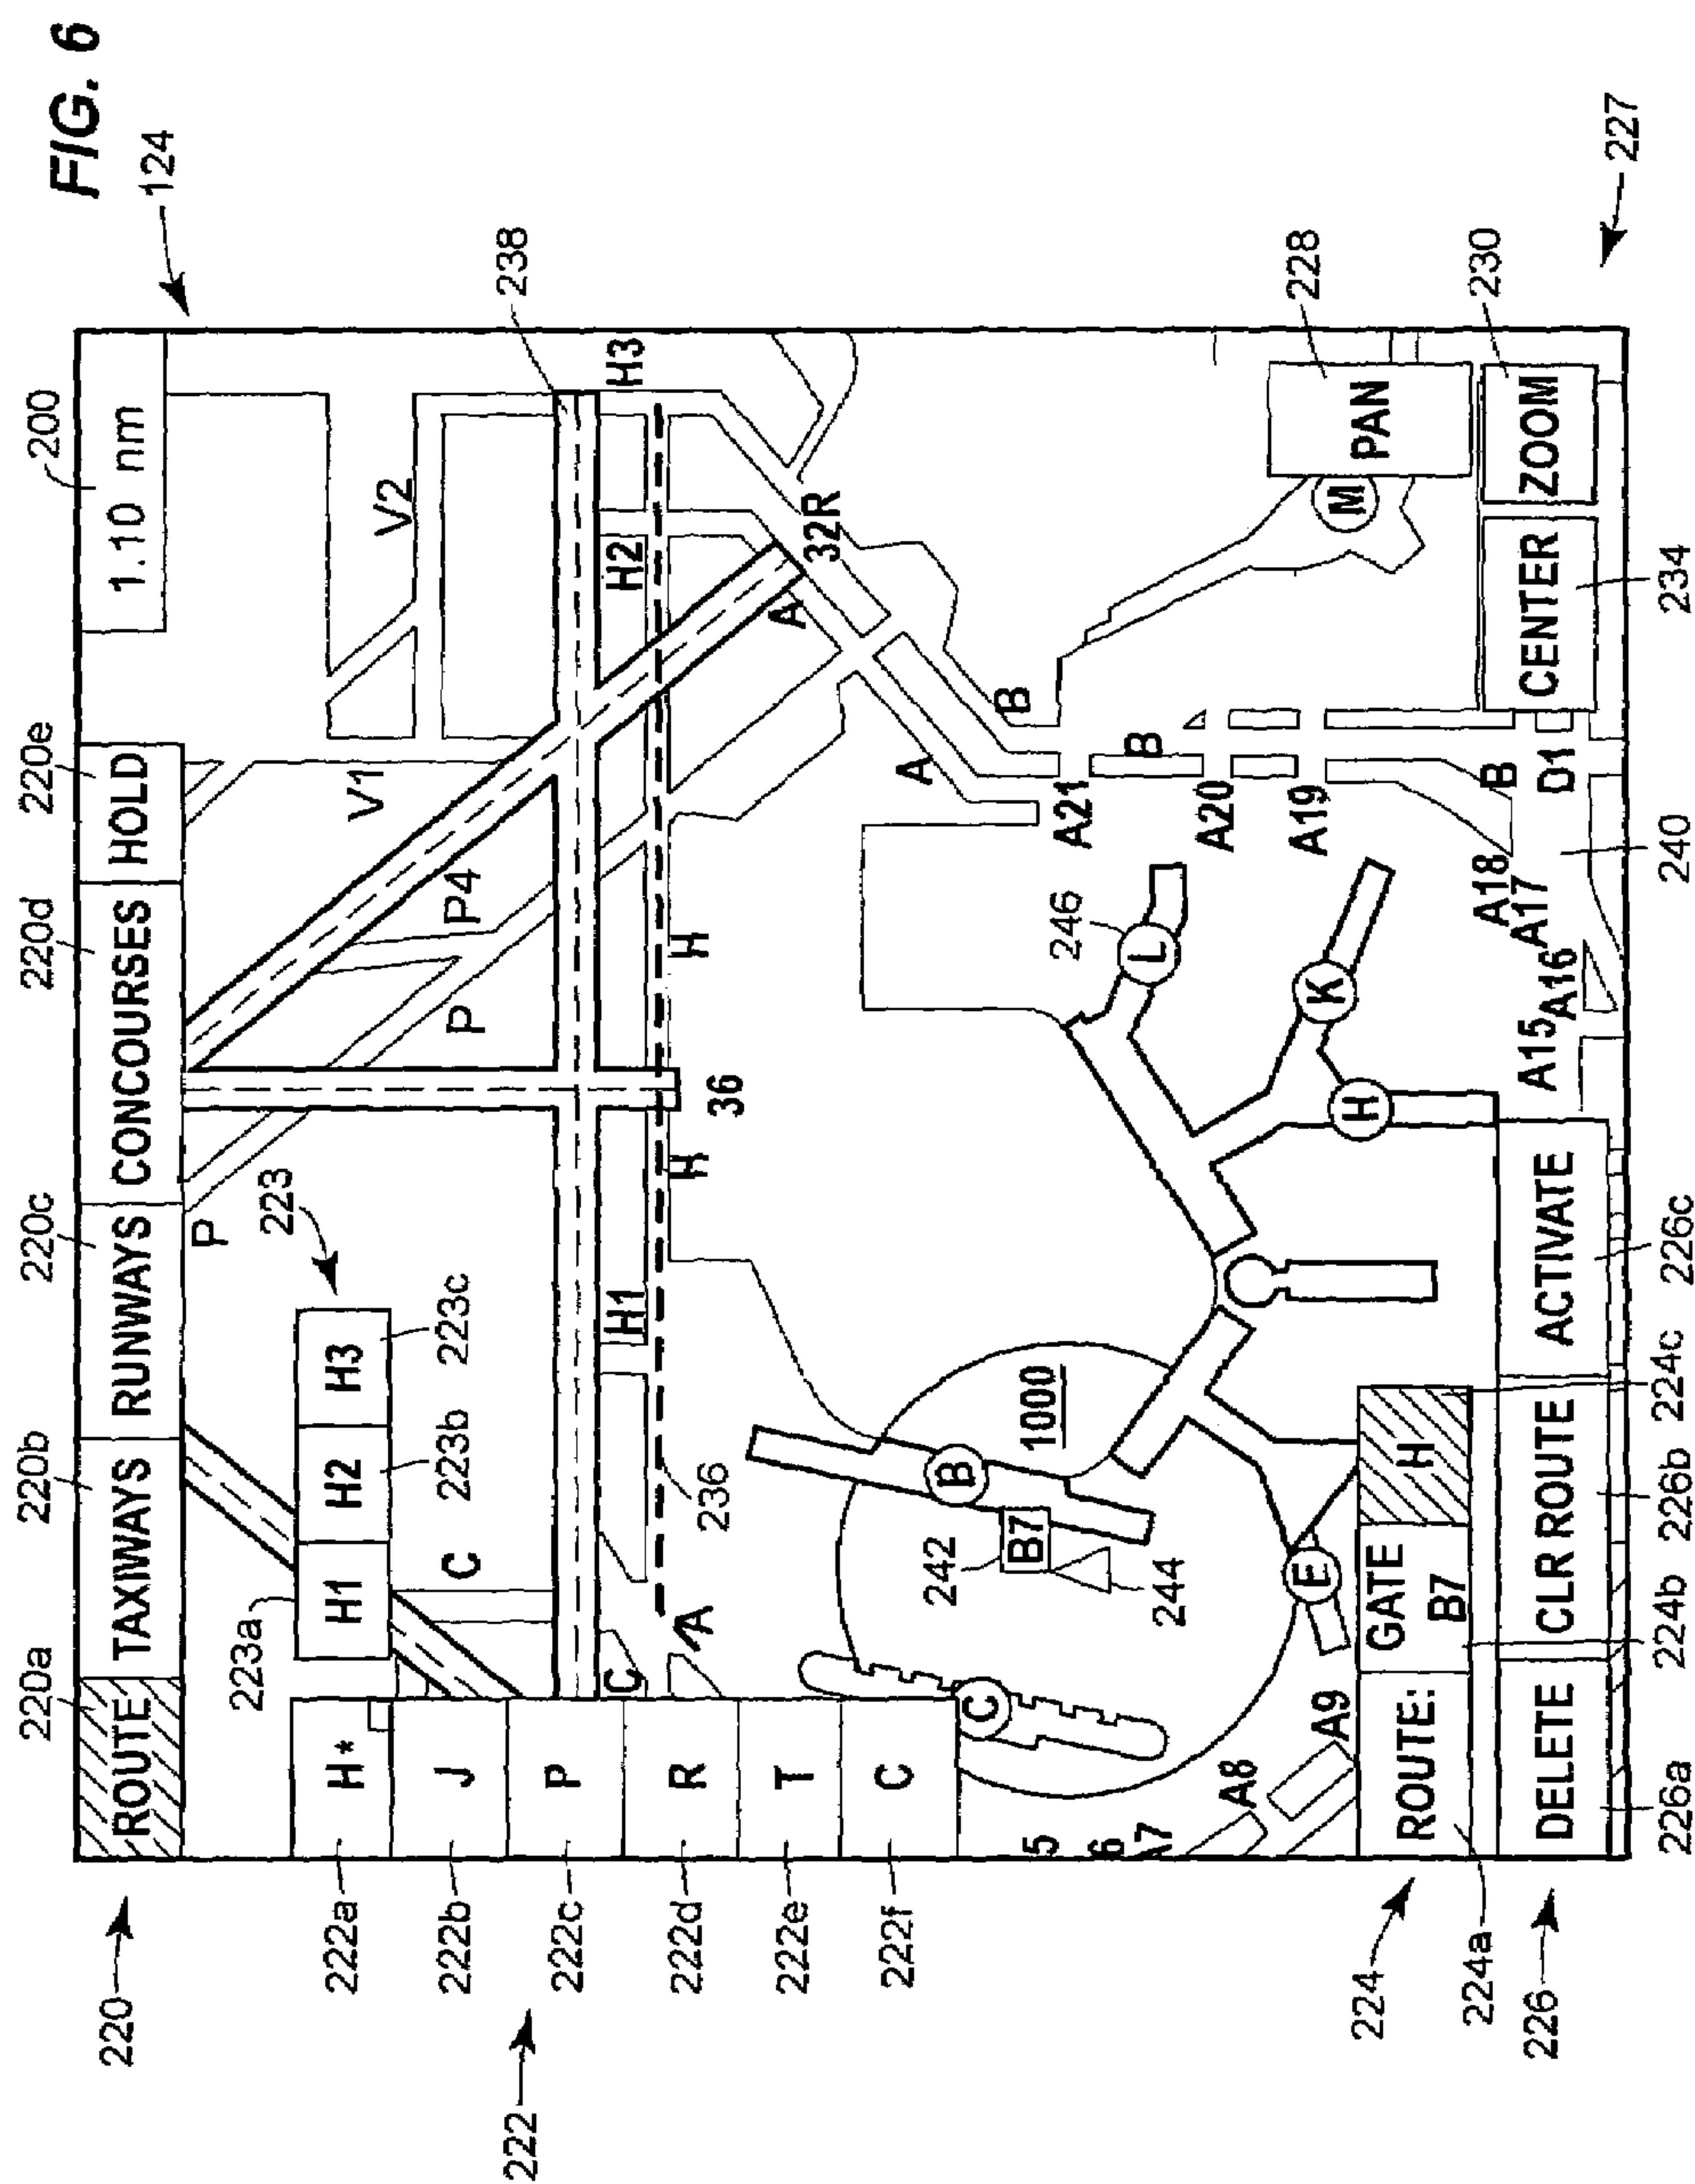 FIG. 6
124
200
220e
220d
220c
220b
220a
220
ROUTE TAXIWAYS RUNWAYS CONCOURSES HOLD
1.10 nm
P
V1
V2
P4
P
223
223a
H1 H2 H3
223b
223c
C
238
222
222a
222b
222c
222d
222e
222f
H*
J
P
R
T
C
C
H1
H2
H3
A
236
H
36
H
A
32R
242
B7
244
B
1000
C
A
B
246
L
A21
B
A20
A19
K
H
E
M
5
6
A7
A8
A9
PAN
228
224
224a
ROUTE:
GATE
B7
H
224b
224c
A15
A16
A17
A18
B
D1
226
DELETE CLR ROUTE ACTIVATE
CENTER ZOOM
230
227
226a
226b
226c
240
234